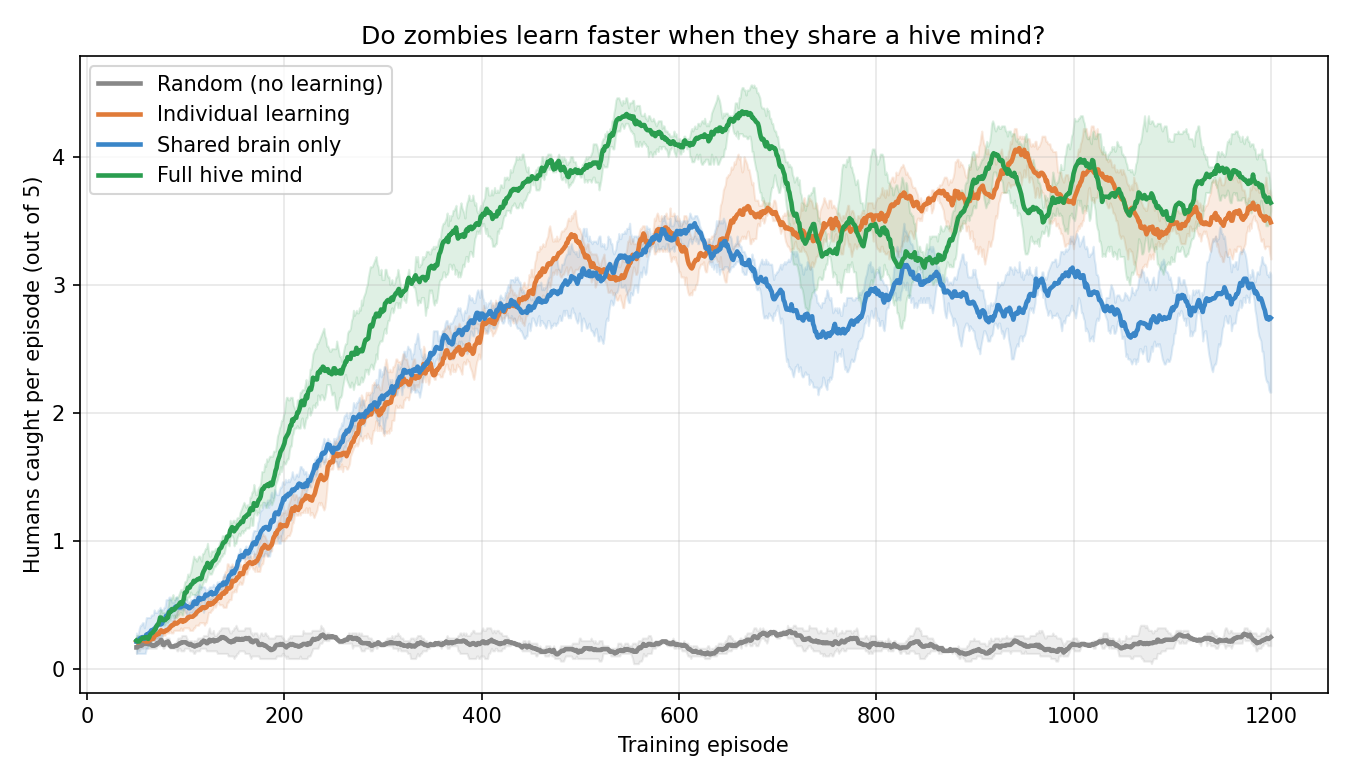 Do zombies learn faster when they share a hive mind?
Random (no learning)
Individual learning
Shared brain only
Full hive mind
Humans caught per episode (out of 5)
4
3
2
1
0
0 200 400 600 800 1000 1200
Training episode